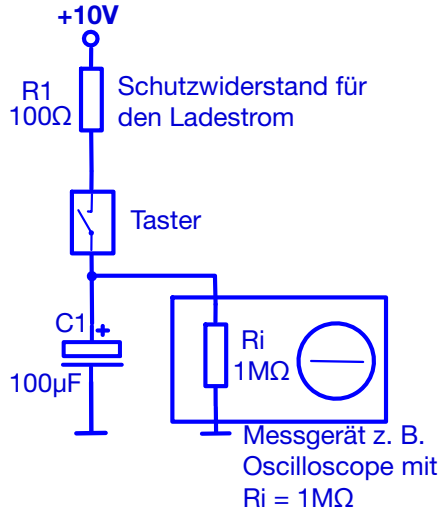 +10V
R1
100Ω
Schutzwiderstand für
den Ladestrom
Taster
C1
+
100µF
Ri
1MΩ
Messgerät z. B.
Oscilloscope mit
Ri = 1MΩ